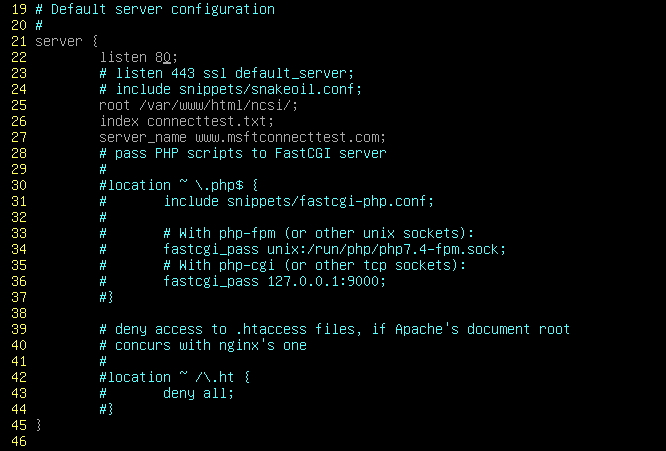 19 # Default server configuration
20 #
21 server {
22         listen 80;
23         # listen 443 ssl default_server;
24         # include snippets/snakeoil.conf;
25         root /var/www/html/ncsi/;
26         index connecttest.txt;
27         server_name www.msftconnecttest.com;
28         # pass PHP scripts to FastCGI server
29         #
30         #location ~ \.php$ {
31         #       include snippets/fastcgi-php.conf;
32         #
33         #       # With php-fpm (or other unix sockets):
34         #       fastcgi_pass unix:/run/php/php7.4-fpm.sock;
35         #       # With php-cgi (or other tcp sockets):
36         #       fastcgi_pass 127.0.0.1:9000;
37         #}
38
39         # deny access to .htaccess files, if Apache's document root
40         # concurs with nginx's one
41         #
42         #location ~ /\.ht {
43         #       deny all;
44         #}
45 }
46